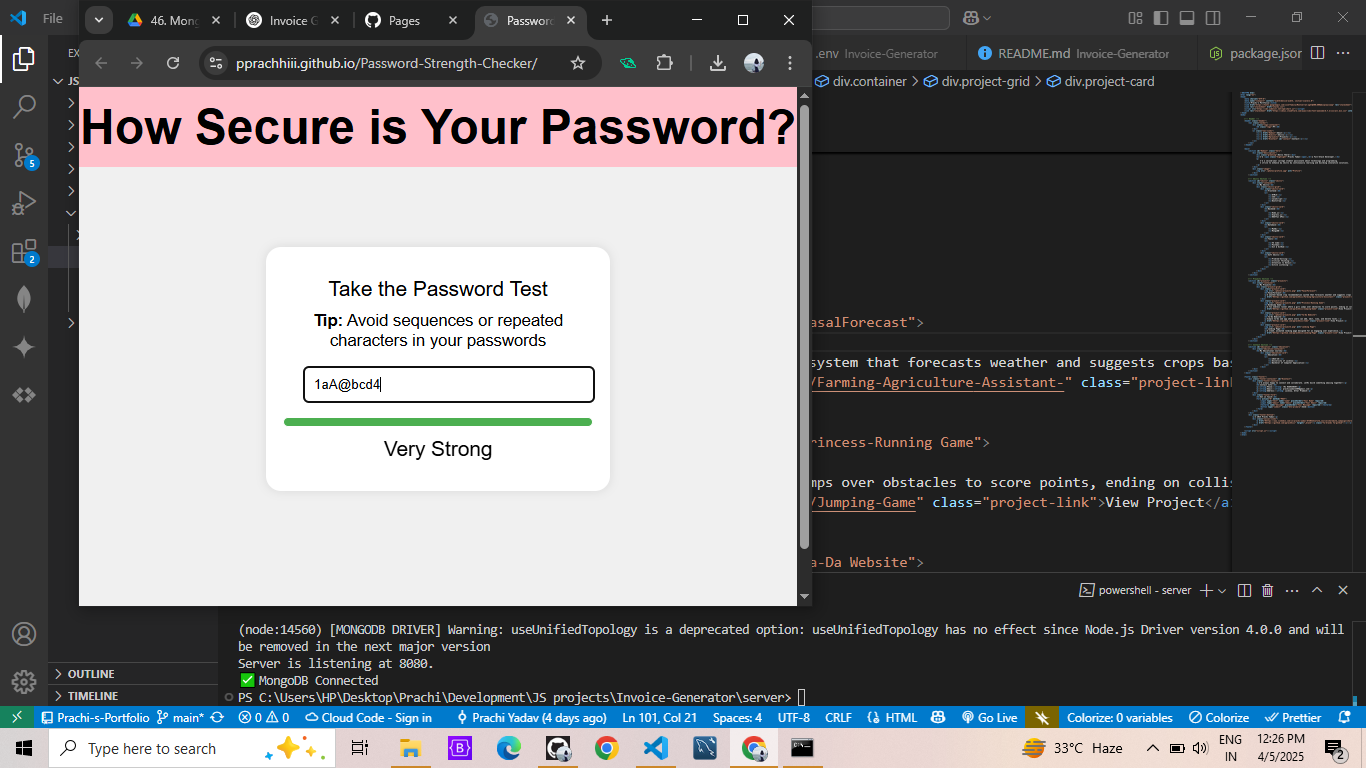 File
46. Mong
Invoice G
Pages
Password
pprachhiii.github.io/Password-Strength-Checker/
How Secure is Your Password?
Take the Password Test
Tip: Avoid sequences or repeated
characters in your passwords
1aA@bcd4
Very Strong
EX
JS
.env Invoice-Generator
README.md Invoice-Generator
package.json
div.container > div.project-grid > div.project-card
asalForecast">
system that forecasts weather and suggests crops bas
/Farming-Agriculture-Assistant-" class="project-lin
rincess-Running Game">
mps over obstacles to score points, ending on collis
/Jumping-Game" class="project-link">View Project</a
a-Da Website">
5
2
powershell - server
(node:14560) [MONGODB DRIVER] Warning: useUnifiedTopology is a deprecated option: useUnifiedTopology has no effect since Node.js Driver version 4.0.0 and will
be removed in the next major version
Server is listening at 8080.
✅ MongoDB Connected
PS C:\Users\HP\Desktop\Prachi\Development\JS projects\Invoice-Generator\server>
OUTLINE
TIMELINE
Prachi-s-Portfolio main* 0 0 Cloud Code - Sign in Prachi Yadav (4 days ago) Ln 101, Col 21 Spaces: 4 UTF-8 CRLF HTML Go Live Colorize: 0 variables Colorize Prettier
Type here to search
33°C Haze
ENG
IN
12:26 PM
4/5/2025
2